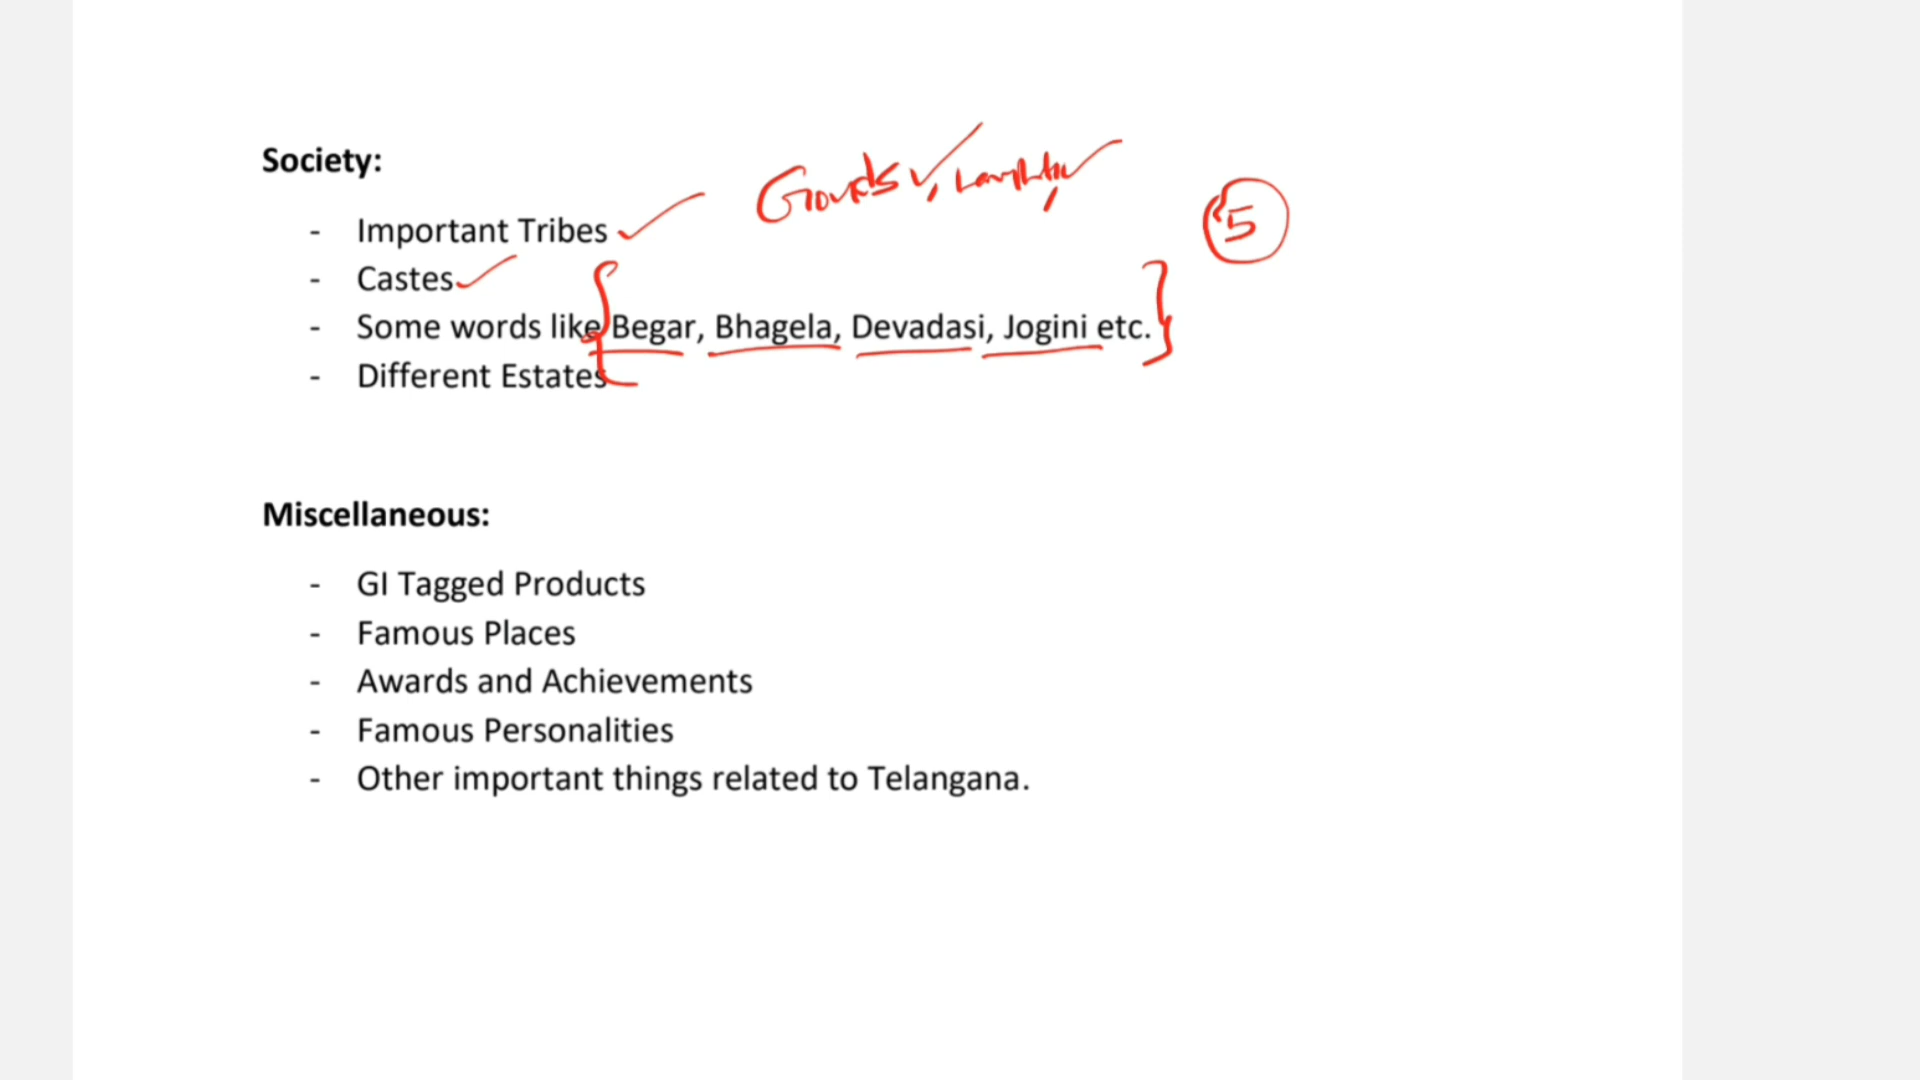 Society:
Gonds
5
- Important Tribes
- Castes
- Some words like Begar, Bhagela, Devadasi, Jogini etc.
- Different Estates
Miscellaneous:
- GI Tagged Products
- Famous Places
- Awards and Achievements
- Famous Personalities
- Other important things related to Telangana.